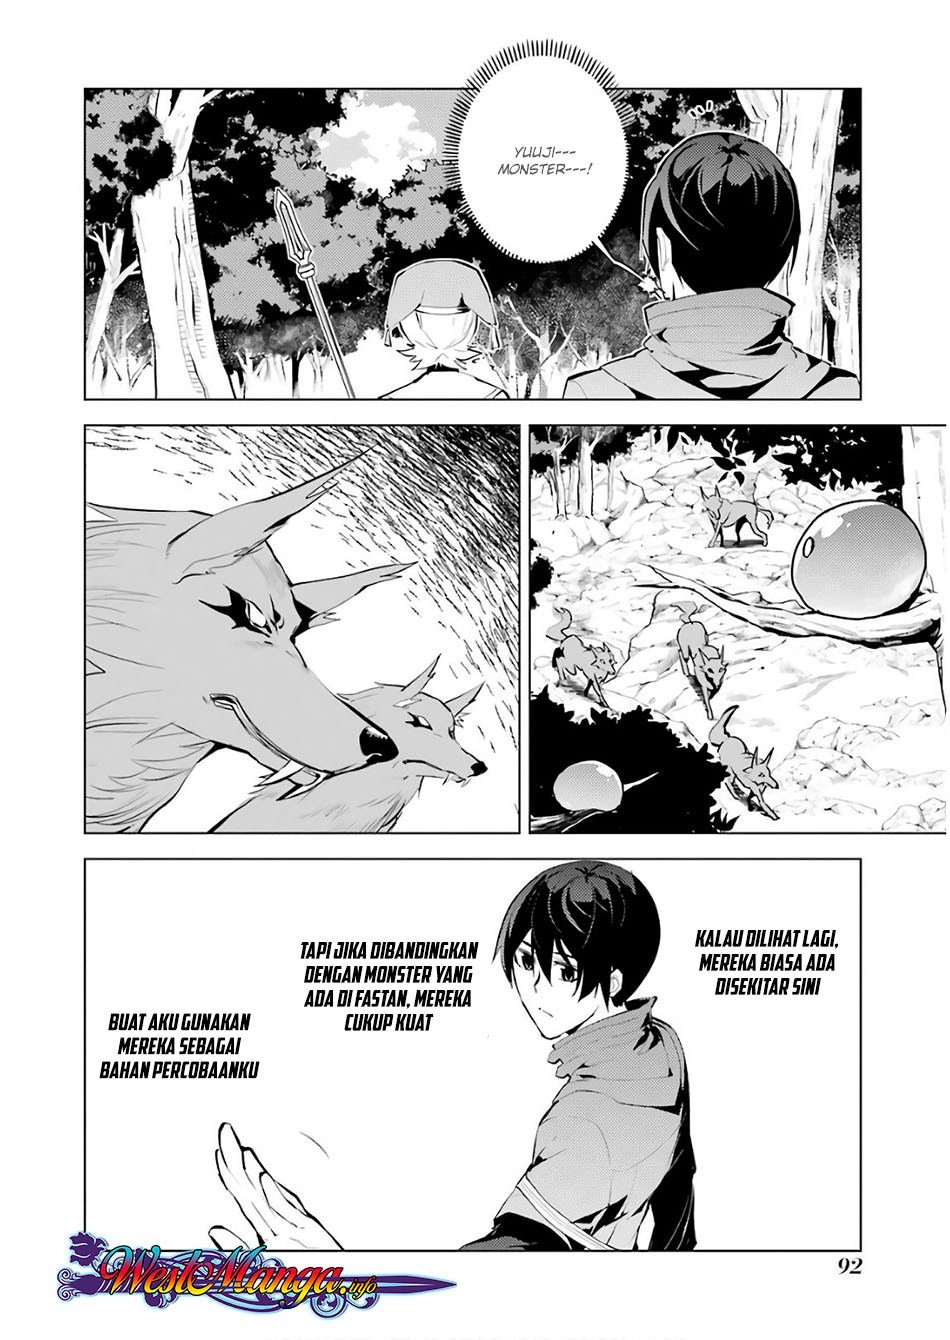 YUUJI---
MONSTER---!
KALAU DILIHAT LAGI,
MEREKA BIASA ADA
DISEKITAR SINI
TAPI JIKA DIBANDINGKAN
DENGAN MONSTER YANG
ADA DI FASTAN, MEREKA
CUKUP KUAT
BUAT AKU GUNAKAN
MEREKA SEBAGAI
BAHAN PERCOBAANKU
WestManga.info
92